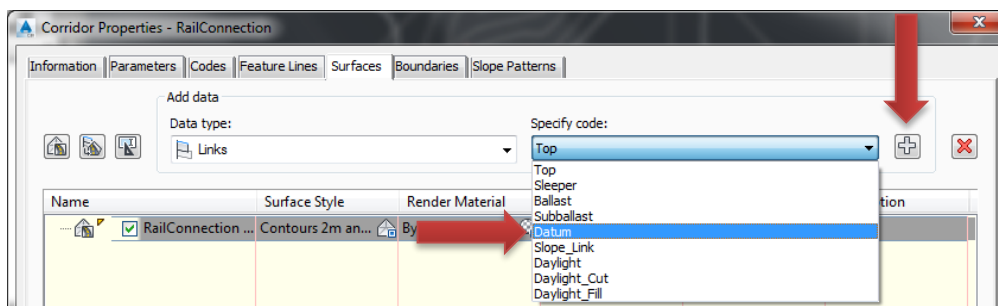 Corridor Properties - RailConnection
Information Parameters Codes Feature Lines Surfaces Boundaries Slope Patterns
Add data
Data type:
Specify code:
Links
Top
Top
Sleeper
Ballast
Subballast
Datum
Slope_Link
Daylight
Daylight_Cut
Daylight_Fill
Name Surface Style Render Material tion
RailConnection ... Contours 2m an... By